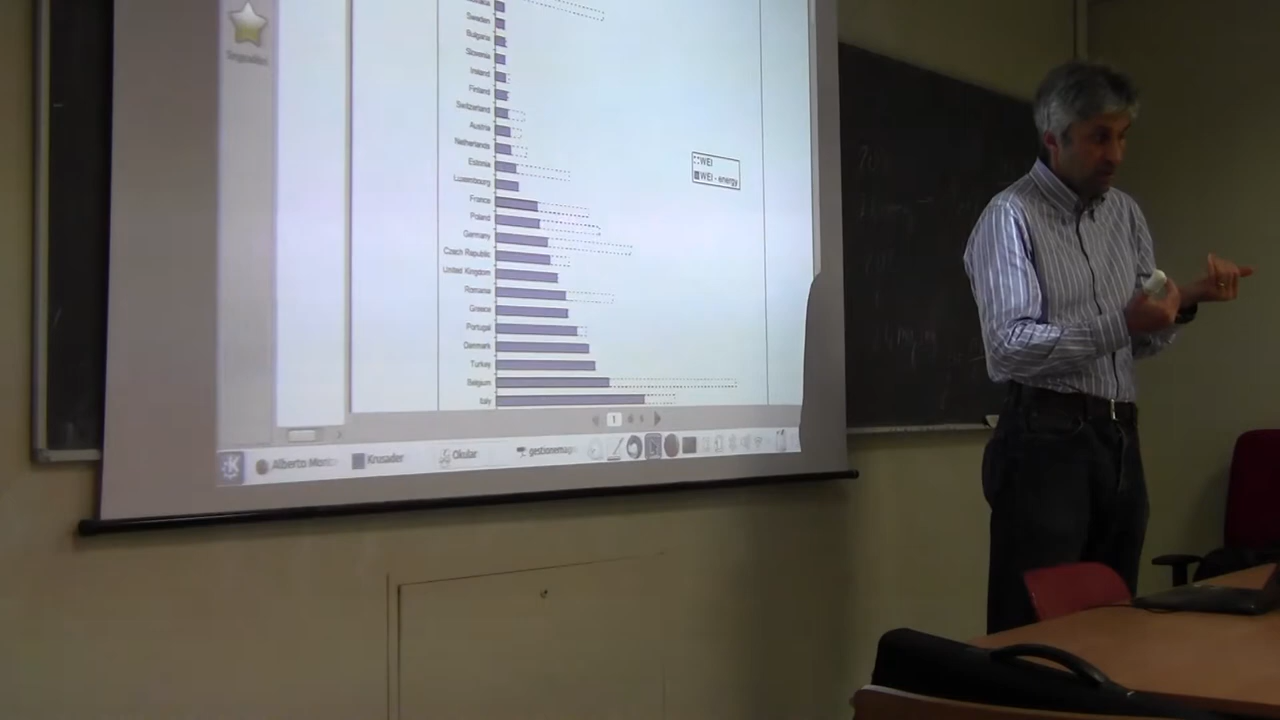 Sweden
Bulgaria
Slovenia
Ireland
Finland
Switzerland
Austria
Netherlands
Estonia
Luxembourg
France
Poland
Germany
Czech Republic
United Kingdom
Romania
Greece
Portugal
Denmark
Turkey
Belgium
Italy
WEI
WEI - energy
1
Krusader
Okular